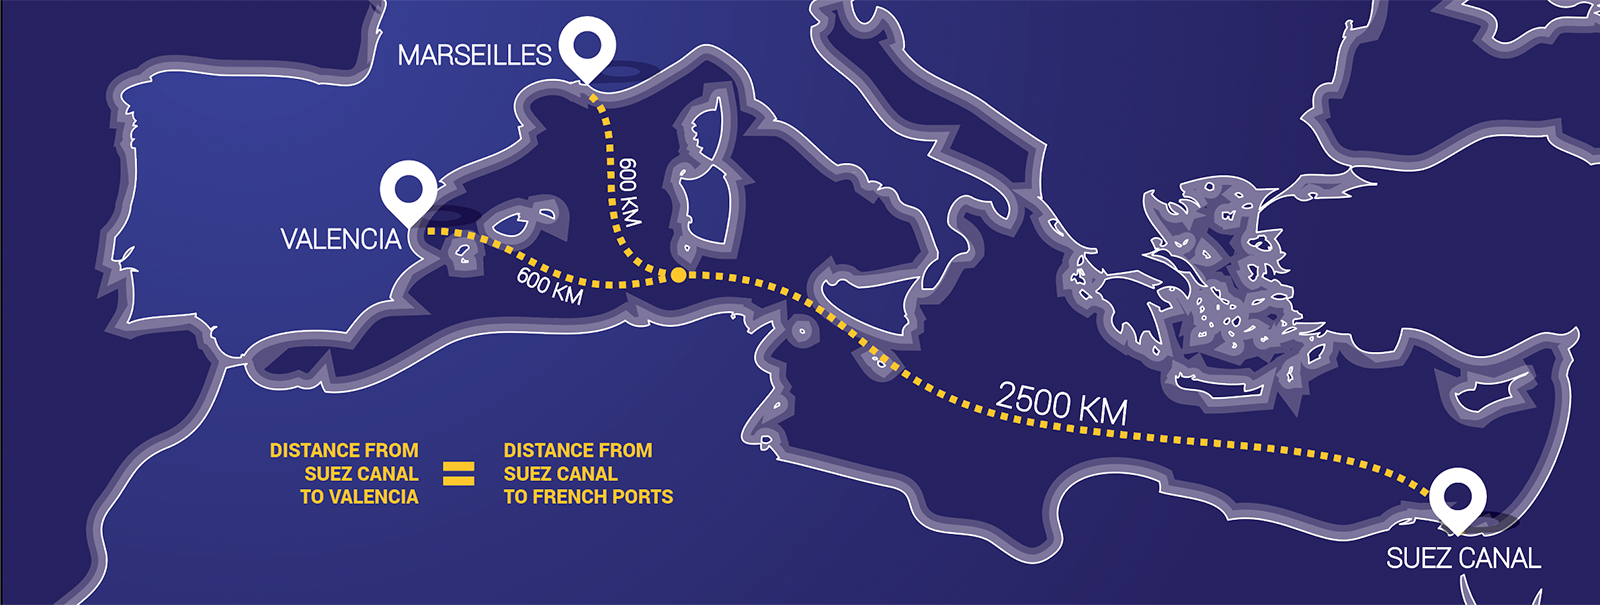 MARSEILLES
VALENCIA
600 KM
600 KM
2500 KM
DISTANCE FROM
SUEZ CANAL
TO VALENCIA
=
DISTANCE FROM
SUEZ CANAL
TO FRENCH PORTS
SUEZ CANAL